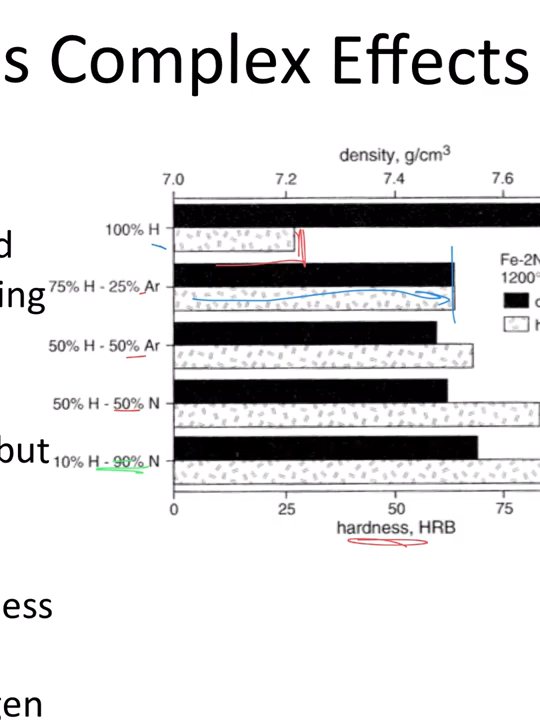 s Complex Effects
density, g/cm³
7.0 7.2 7.4 7.6
d
100% H
ing
75% H - 25% Ar
Fe-2N
1200°
50% H - 50% Ar
50% H - 50% N
but
10% H - 90% N
0 25 50 75
hardness, HRB
ess
gen